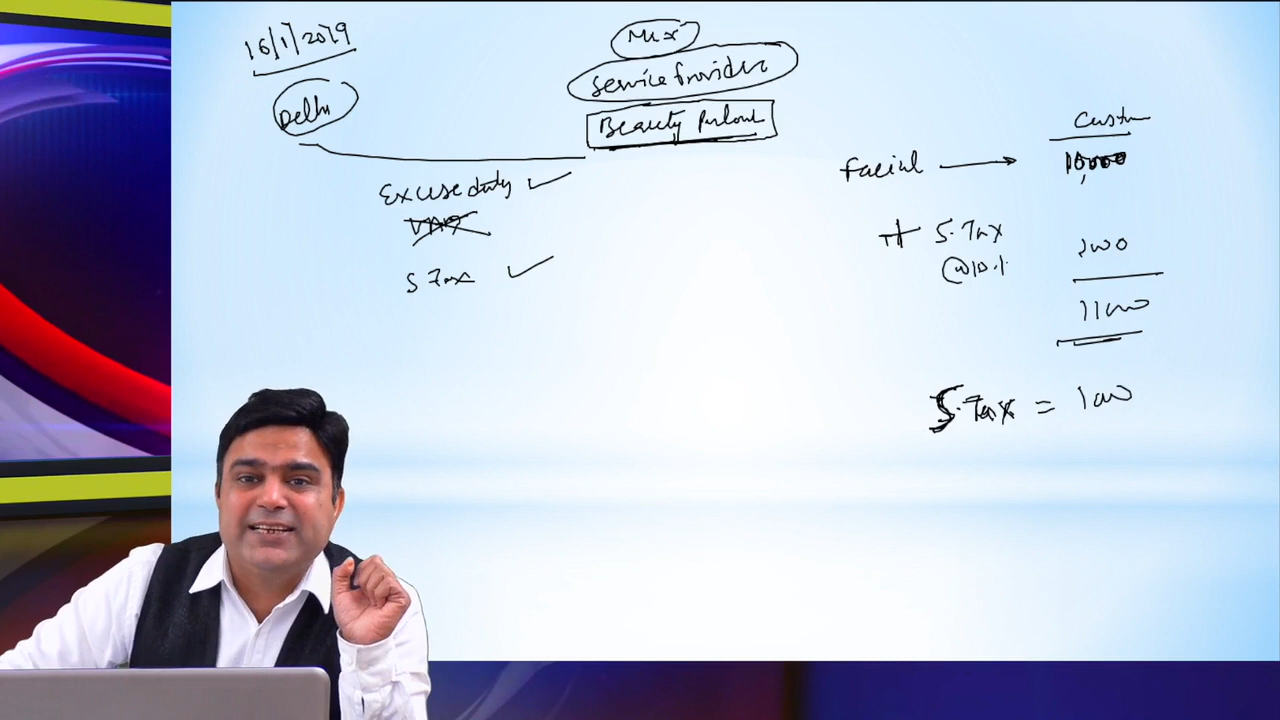 16/1/2019
Mr X
Service Provider
Delhi
Beauty Parlour
Custm
Facial → 10,000
Excise duty ✓
VAT
+ S.Tax 1000
@10%
S Tax ✓
11000
S.Tax = 1000